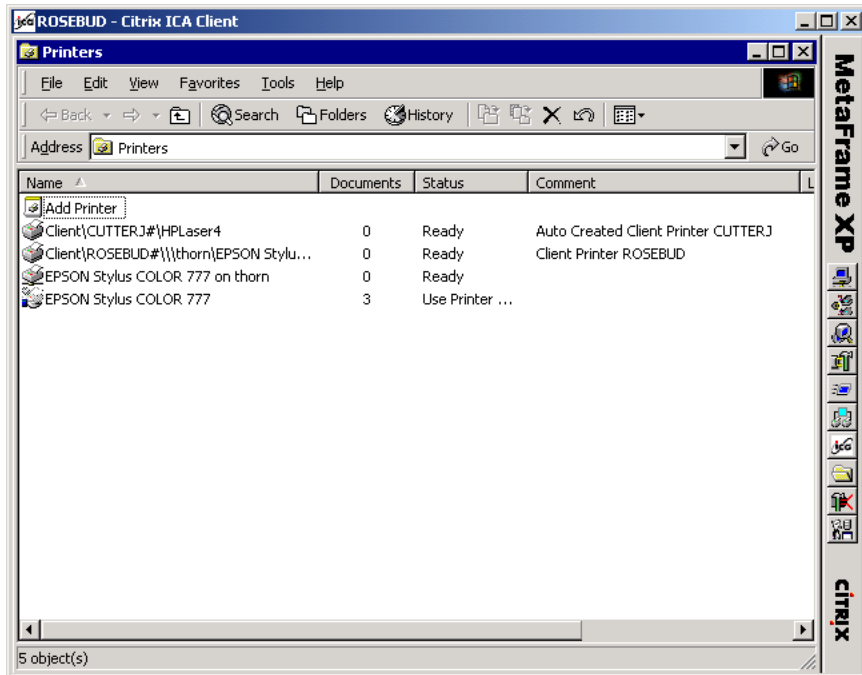 ROSEBUD - Citrix ICA Client
Printers
File Edit View Favorites Tools Help
Back Search Folders History
Address Printers Go
Name Documents Status Comment L
Add Printer
Client\CUTTERJ#\HPLaser4 0 Ready Auto Created Client Printer CUTTERJ
Client\ROSEBUD#\\\thorn\EPSON Stylu... 0 Ready Client Printer ROSEBUD
EPSON Stylus COLOR 777 on thorn 0 Ready
EPSON Stylus COLOR 777 3 Use Printer ...
5 object(s)
MetaFrame XP
CITRIX